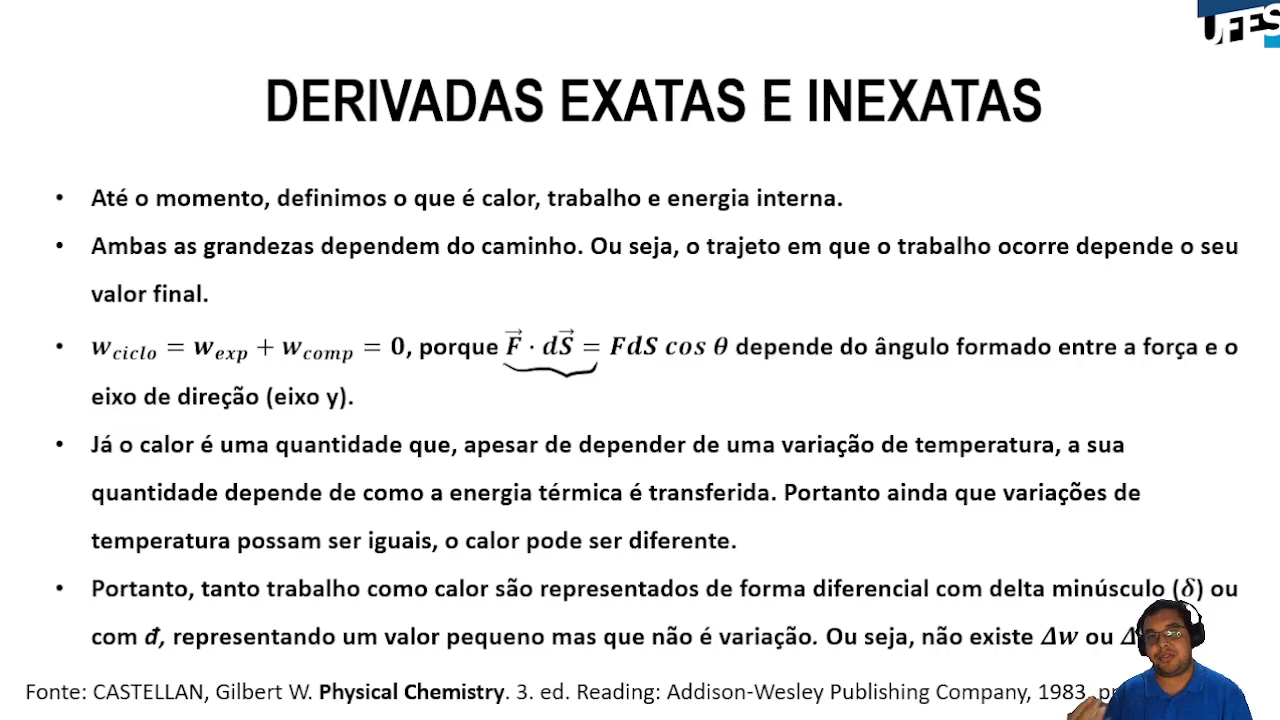 UFES
DERIVADAS EXATAS E INEXATAS
• Até o momento, definimos o que é calor, trabalho e energia interna.
• Ambas as grandezas dependem do caminho. Ou seja, o trajeto em que o trabalho ocorre depende o seu
valor final.
• w_ciclo = w_exp + w_comp = 0, porque F⃗ · dS⃗ = FdS cos θ depende do ângulo formado entre a força e o
eixo de direção (eixo y).
• Já o calor é uma quantidade que, apesar de depender de uma variação de temperatura, a sua
quantidade depende de como a energia térmica é transferida. Portanto ainda que variações de
temperatura possam ser iguais, o calor pode ser diferente.
• Portanto, tanto trabalho como calor são representados de forma diferencial com delta minúsculo (δ) ou
com đ, representando um valor pequeno mas que não é variação. Ou seja, não existe Δw ou
Fonte: CASTELLAN, Gilbert W. Physical Chemistry. 3. ed. Reading: Addison-Wesley Publishing Company, 1983.